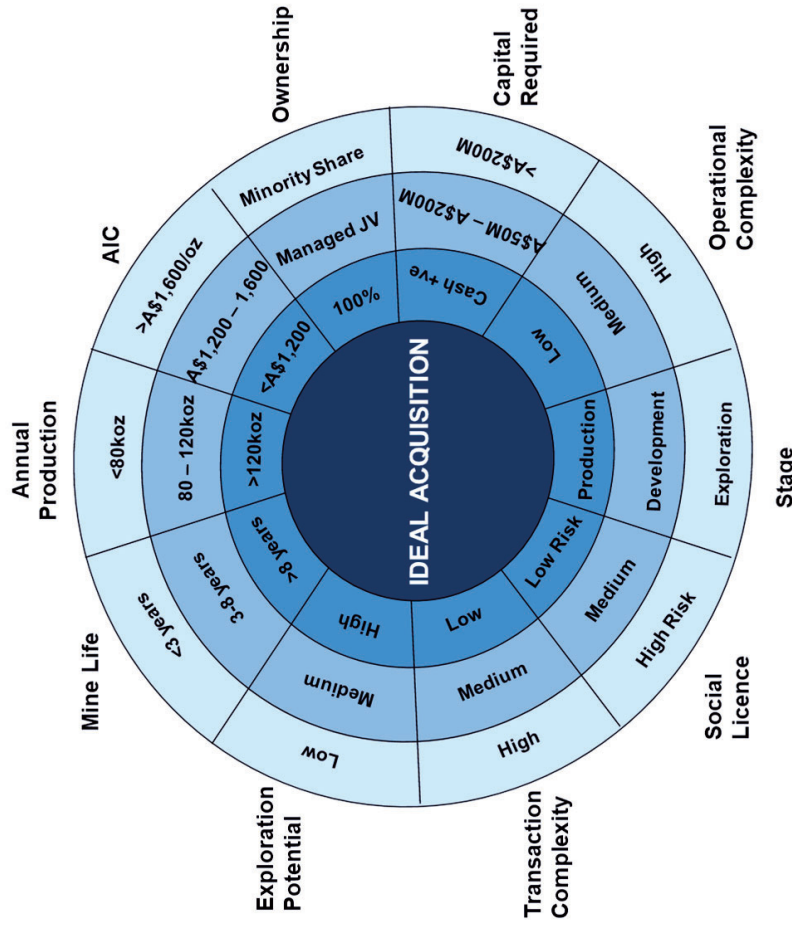 IDEAL ACQUISITION
Annual
Production
<80koz
80 – 120koz
>120koz
AIC
>A$1,600/oz
A$1,200 – 1,600
<A$1,200
Ownership
Minority Share
Managed JV
100%
Capital
Required
>A$200M
A$50M – A$200M
Cash +ve
Operational
Complexity
High
Medium
Low
Stage
Exploration
Development
Production
Social
Licence
High Risk
Medium
Low Risk
Transaction
Complexity
High
Medium
Low
Exploration
Potential
Low
Medium
High
Mine Life
<3 years
3-8 years
>8 years